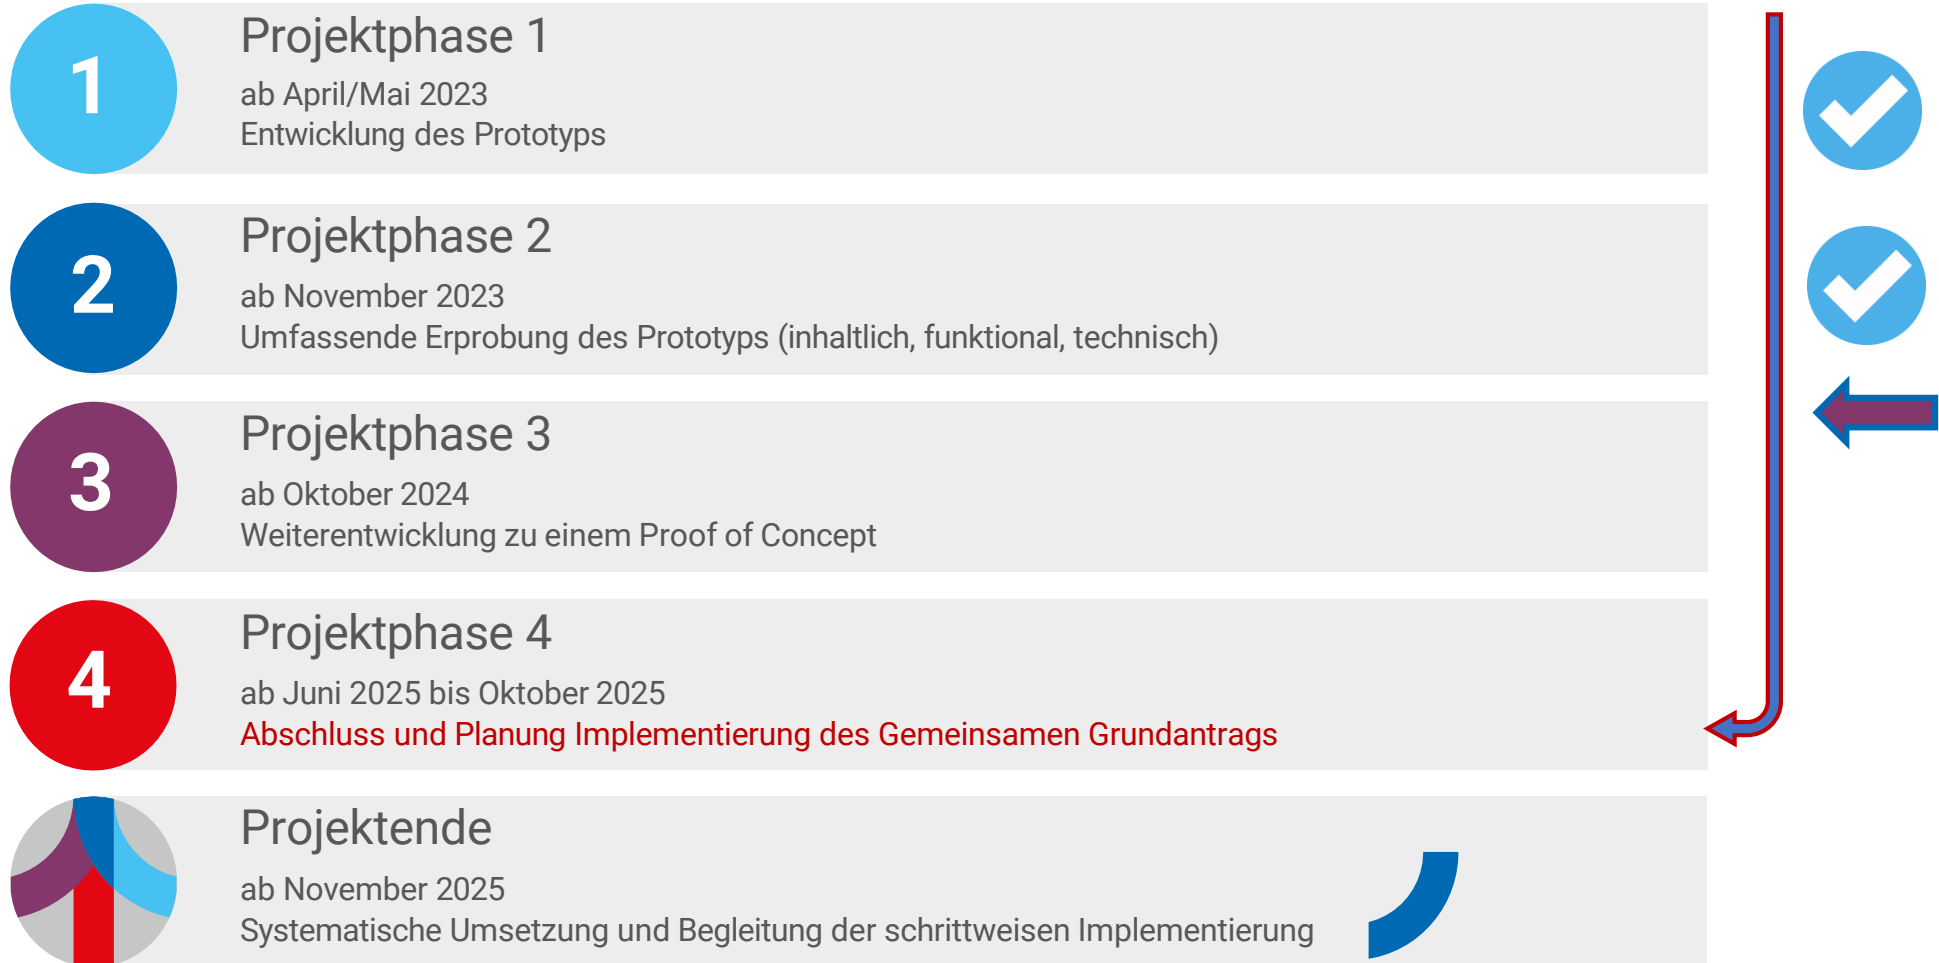 1
Projektphase 1
ab April/Mai 2023
Entwicklung des Prototyps
2
Projektphase 2
ab November 2023
Umfassende Erprobung des Prototyps (inhaltlich, funktional, technisch)
3
Projektphase 3
ab Oktober 2024
Weiterentwicklung zu einem Proof of Concept
4
Projektphase 4
ab Juni 2025 bis Oktober 2025
Abschluss und Planung Implementierung des Gemeinsamen Grundantrags
Projektende
ab November 2025
Systematische Umsetzung und Begleitung der schrittweisen Implementierung